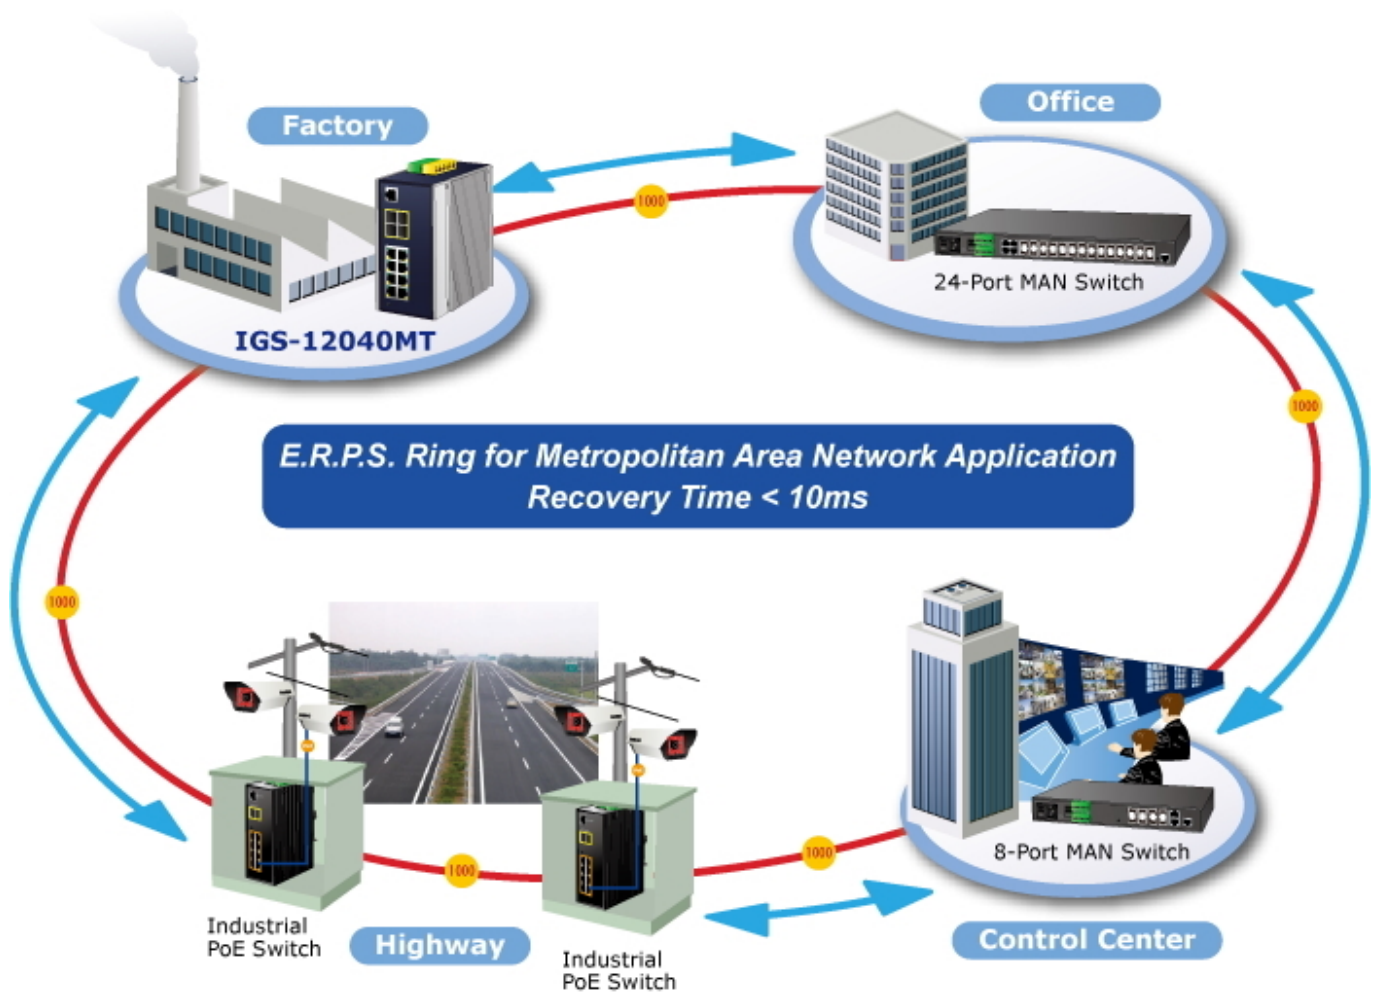 Office
Factory
1000
24-Port MAN Switch
IGS-12040MT
1000
E.R.P.S. Ring for Metropolitan Area Network Application
Recovery Time < 10ms
1000
1000
1000
8-Port MAN Switch
Industrial
PoE Switch
Highway
Industrial
PoE Switch
Control Center